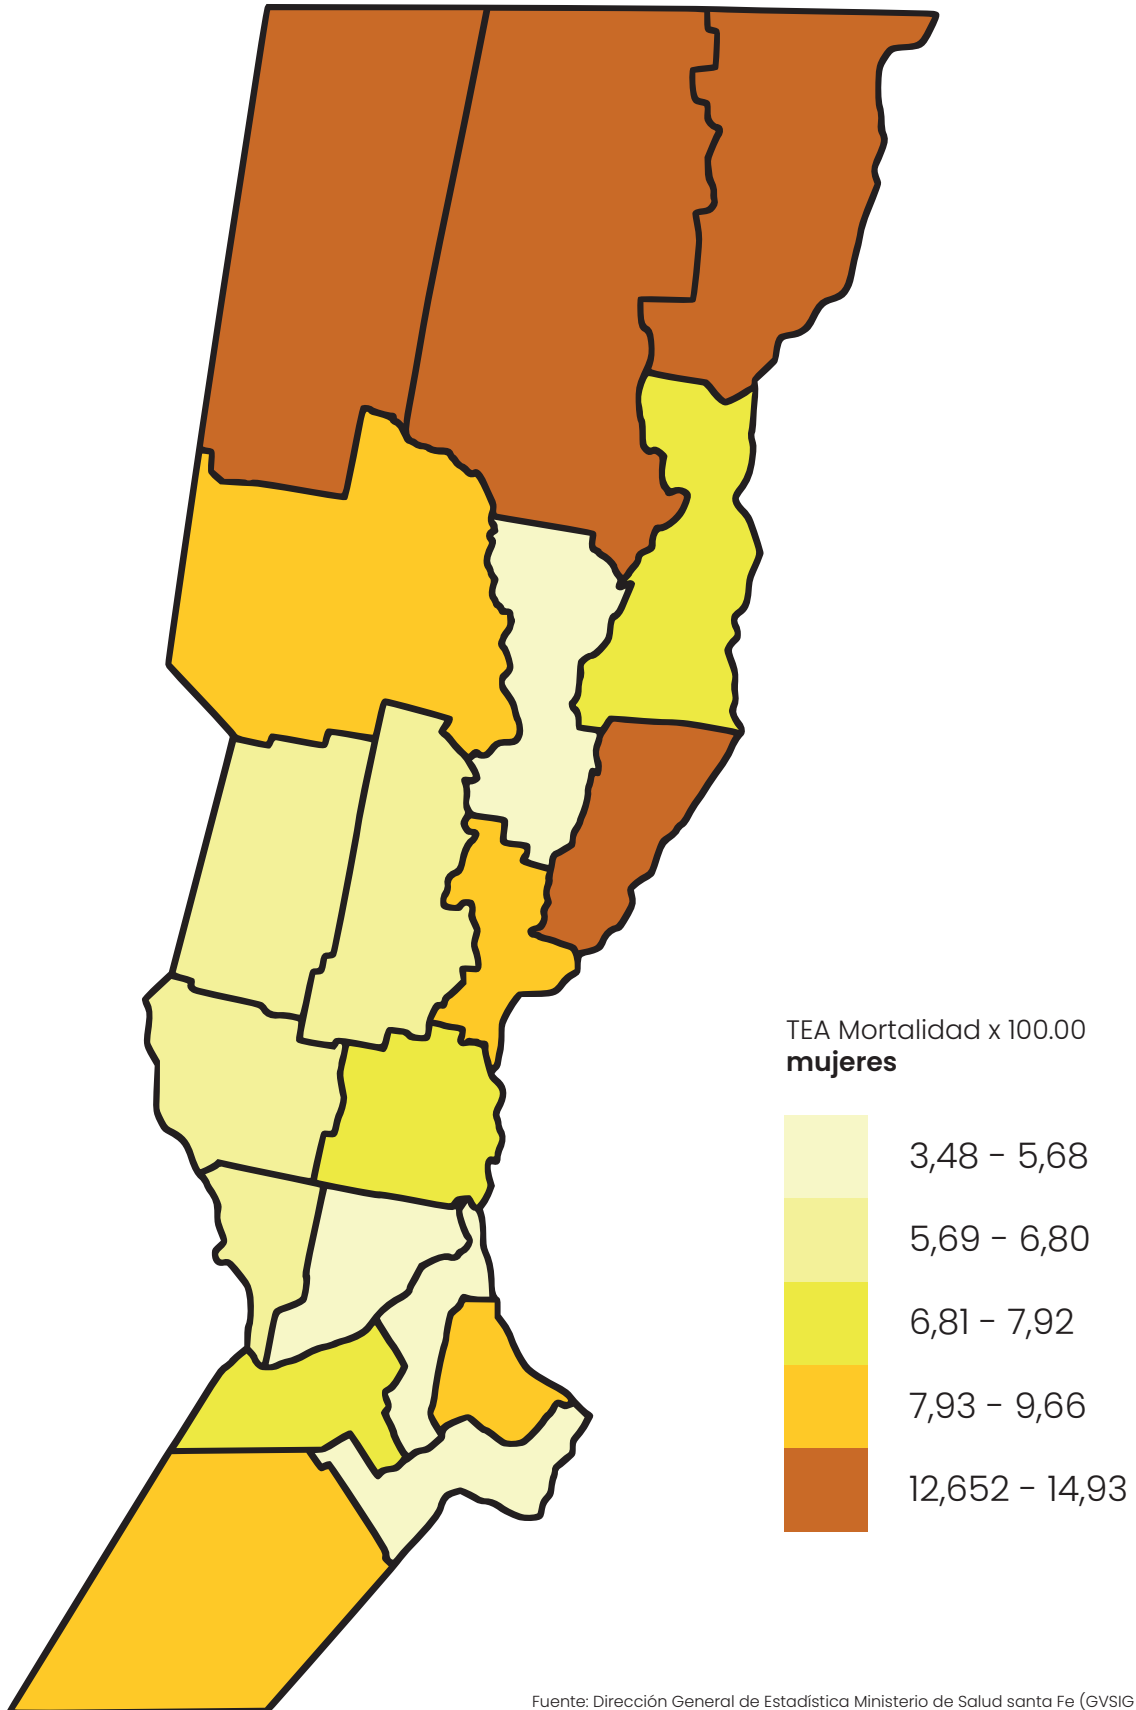 TEA Mortalidad x 100.00
mujeres
3,48 - 5,68
5,69 - 6,80
6,81 - 7,92
7,93 - 9,66
12,652 - 14,93
Fuente: Dirección General de Estadística Ministerio de Salud santa Fe (GVSIG